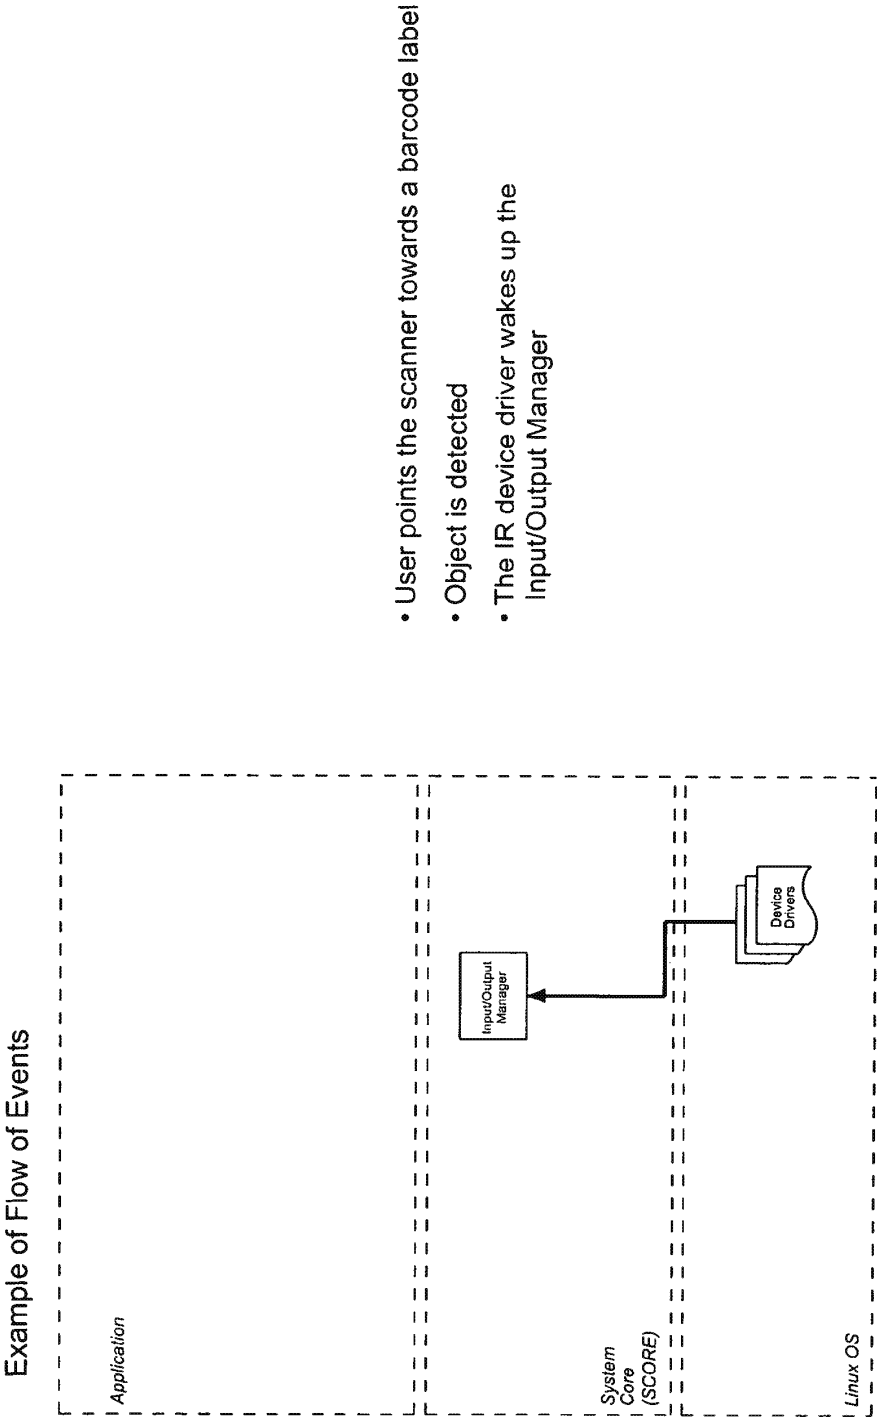 Example of Flow of Events
Application
Input/Output
Manager
System
Core
(SCORE)
Device
Drivers
Linux OS
• User points the scanner towards a barcode label
• Object is detected
• The IR device driver wakes up the
Input/Output Manager